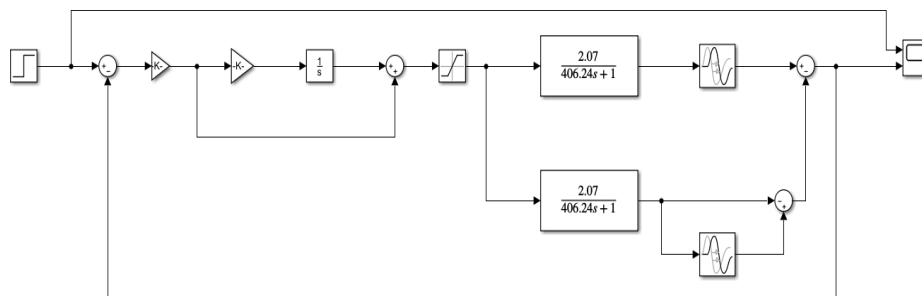 + -
K-
-K-
1
s
+ +
2.07
406.24s + 1
+ -
2.07
406.24s + 1
- +